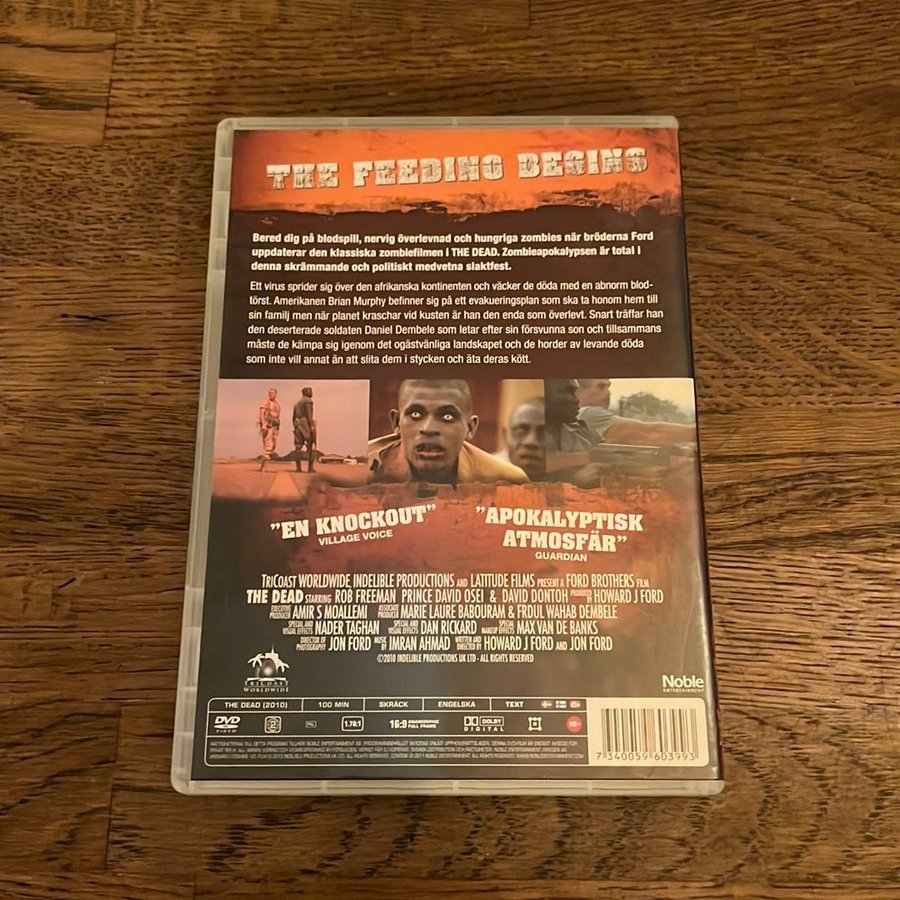 THE FEEDING BEGINS
Bered dig på blodspill, nervig överlevnad och hungriga zombies när bröderna Ford
uppdaterar den klassiska zombiefilmen i THE DEAD. Zombieapokalypsen är total i
denna skrämmande och politiskt medvetna slaktfest.
Ett virus sprider sig över den afrikanska kontinenten och väcker de döda med en abnorm blod-
törst. Amerikanen Brian Murphy befinner sig på ett evakueringsplan som ska ta honom hem till
sin familj men när planet kraschar vid kusten är han den enda som överlevt. Snart träffar han
den deserterade soldaten Daniel Dembele som letar efter sin försvunna son och tillsammans
måste de kämpa sig igenom det ogästvänliga landskapet och de horder av levande döda
som inte vill annat än att slita dem i stycken och äta deras kött.
"EN KNOCKOUT"
VILLAGE VOICE
"APOKALYPTISK
ATMOSFÄR"
GUARDIAN
TRICOAST WORLDWIDE INDELIBLE PRODUCTIONS AND LATITUDE FILMS PRESENT A FORD BROTHERS FILM
THE DEAD STARRING ROB FREEMAN PRINCE DAVID OSEI & DAVID DONTOH PRODUCED BY HOWARD J FORD
EXECUTIVE PRODUCER AMIR S MOALLEMI ASSOCIATE PRODUCER MARIE LAURE BABOURAM & FRDUL WAHAB DEMBELE
SPECIAL AND VISUAL EFFECTS NADER TAGHAN SPECIAL AND VISUAL EFFECTS DAN RICKARD SPECIAL MAKEUP EFFECTS MAX VAN DE BANKS
DIRECTOR OF PHOTOGRAPHY JON FORD MUSIC BY IMRAN AHMAD WRITTEN AND DIRECTED BY HOWARD J FORD AND JON FORD
©2010 INDELIBLE PRODUCTIONS UK LTD - ALL RIGHTS RESERVED
TRICOAST
WORLDWIDE
Noble
ENTERTAINMENT
THE DEAD (2010) 100 MIN SKRÄCK ENGELSKA TEXT
DVD VIDEO 2 PAL 1.78:1 16:9 ANAMORPHIC FULL FRAME DOLBY DIGITAL 15+
7 340059 603993